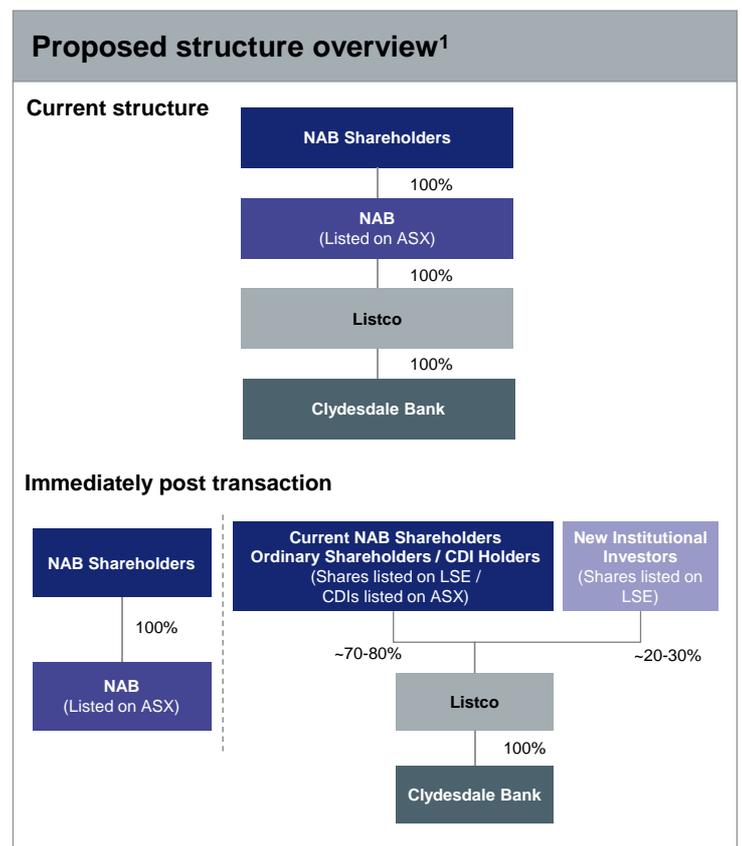 Proposed structure overview¹
Current structure
NAB Shareholders
100%
NAB
(Listed on ASX)
100%
Listco
100%
Clydesdale Bank
Immediately post transaction
NAB Shareholders
100%
NAB
(Listed on ASX)
Current NAB Shareholders
Ordinary Shareholders / CDI Holders
(Shares listed on LSE /
CDIs listed on ASX)
New Institutional
Investors
(Shares listed on
LSE)
~70-80%
~20-30%
Listco
100%
Clydesdale Bank